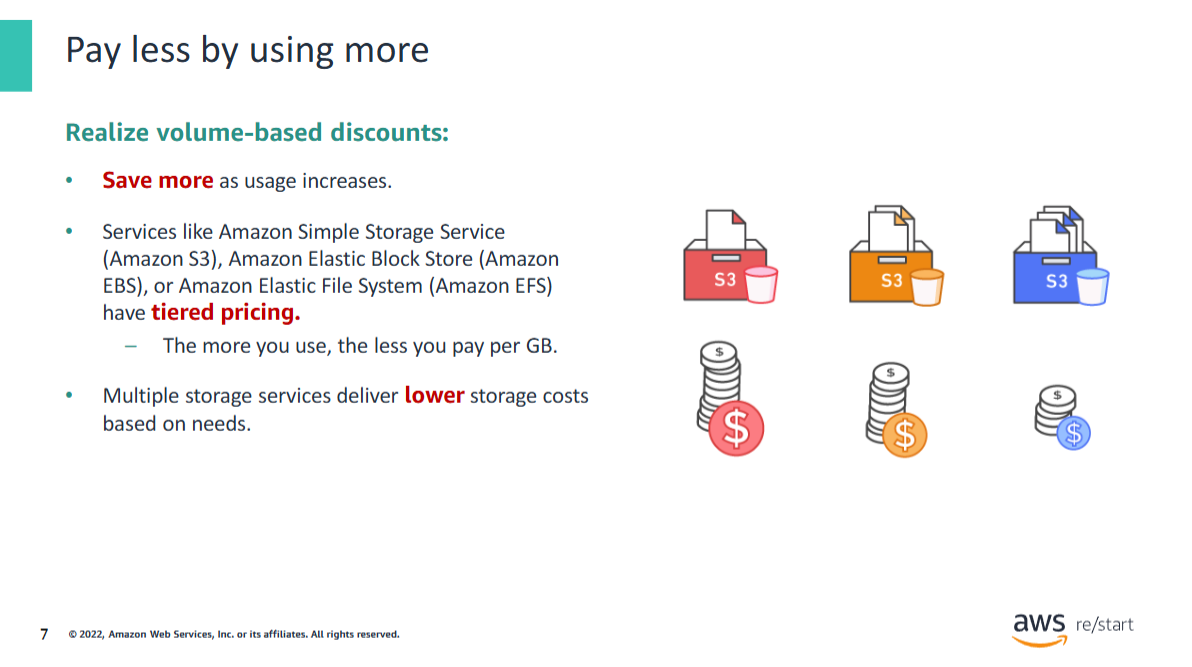 Pay less by using more
Realize volume-based discounts:
• Save more as usage increases.
• Services like Amazon Simple Storage Service
(Amazon S3), Amazon Elastic Block Store (Amazon
EBS), or Amazon Elastic File System (Amazon EFS)
have tiered pricing.
– The more you use, the less you pay per GB.
• Multiple storage services deliver lower storage costs
based on needs.
S3
S3
S3
$
$
$
$
$
$
7
© 2022, Amazon Web Services, Inc. or its affiliates. All rights reserved.
aws re/start